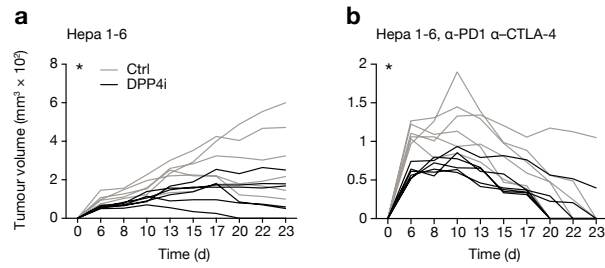 a
Hepa 1-6
Tumour volume (mm³ × 10²)
8
6
4
2
0
*
Ctrl
DPP4i
0 6 8 10 13 15 17 20 22 23
Time (d)
b
Hepa 1-6, α-PD1 α–CTLA-4
2
1.5
1
0.5
0
*
0 6 8 10 13 15 17 20 22 23
Time (d)